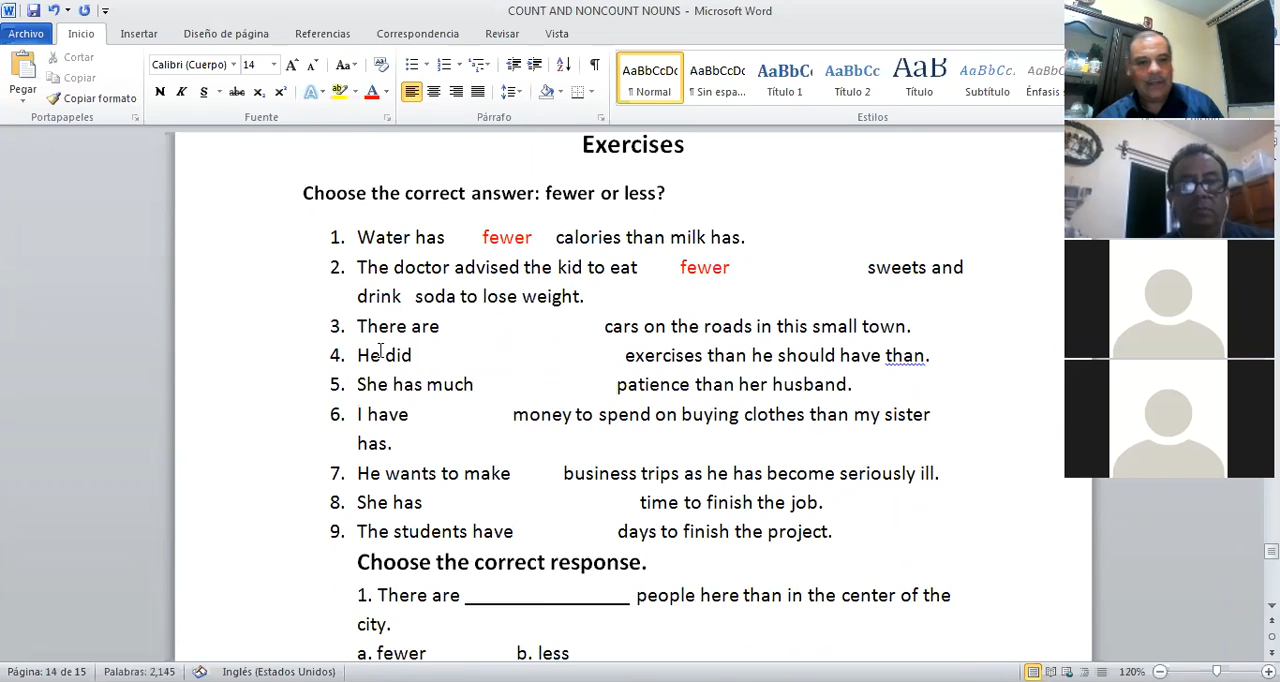 COUNT AND NONCOUNT NOUNS - Microsoft Word
Archivo Inicio Insertar Diseño de página Referencias Correspondencia Revisar Vista
Pegar Cortar Copiar Copiar formato
Calibri (Cuerpo) 14
AaBbCcDc AaBbCcDc AaBbC AaBbCc AaB AaBbCc. AaBbC
¶ Normal ¶ Sin espa... Título 1 Título 2 Título Subtítulo Énfasis
Portapapeles Fuente Párrafo Estilos
Exercises
Choose the correct answer: fewer or less?
1. Water has fewer calories than milk has.
2. The doctor advised the kid to eat fewer sweets and
drink soda to lose weight.
3. There are cars on the roads in this small town.
4. He did exercises than he should have than.
5. She has much patience than her husband.
6. I have money to spend on buying clothes than my sister
has.
7. He wants to make business trips as he has become seriously ill.
8. She has time to finish the job.
9. The students have days to finish the project.
Choose the correct response.
1. There are ________________ people here than in the center of the
city.
a. fewer b. less
Página: 14 de 15 Palabras: 2,145 Inglés (Estados Unidos) 120%